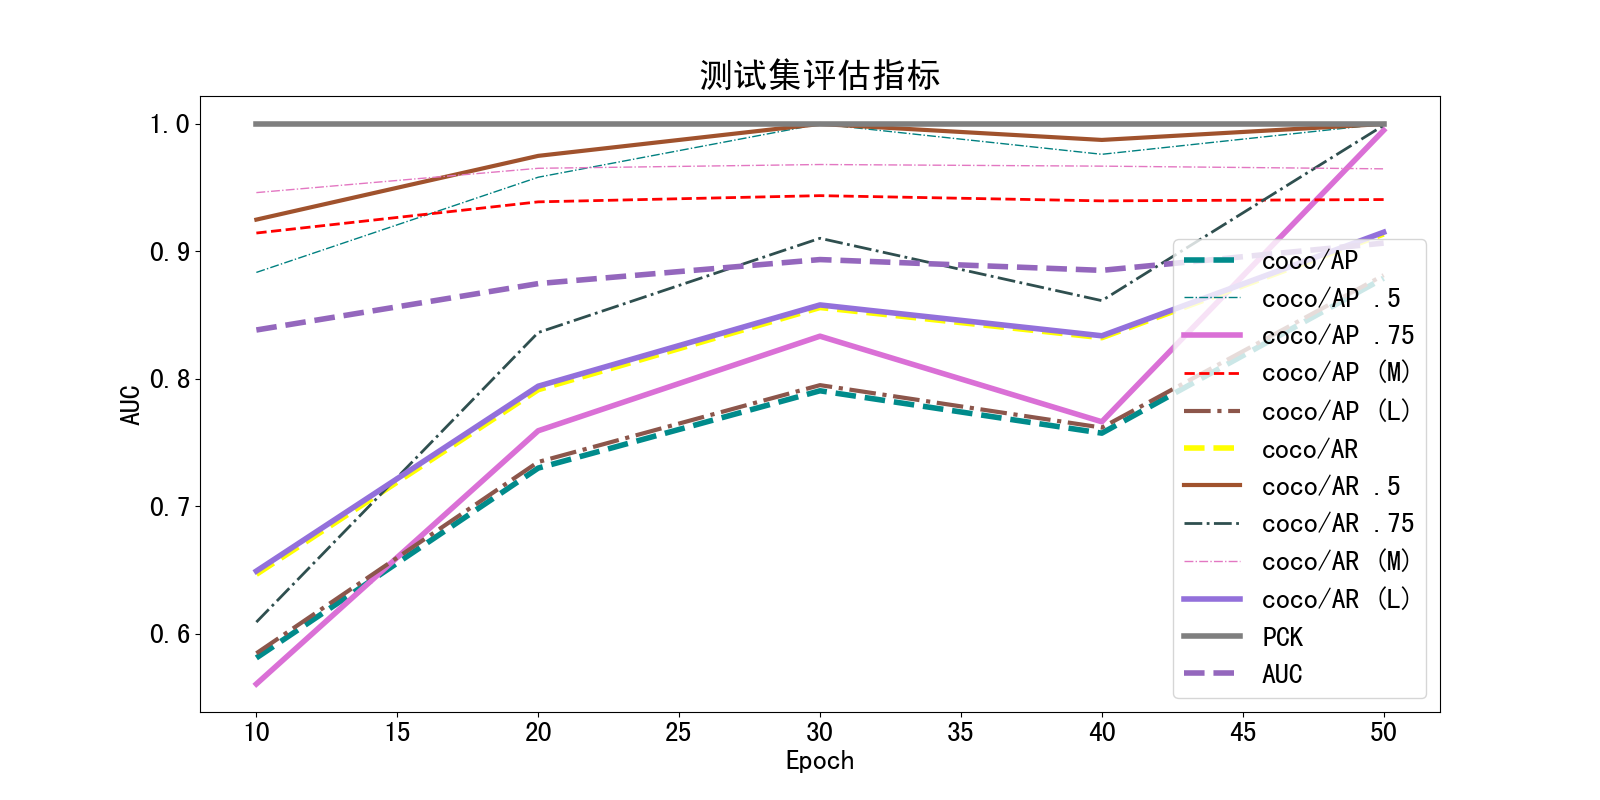 测试集评估指标
1.0
0.9
0.8
0.7
0.6
AUC
10 15 20 25 30 35 40 45 50
Epoch
coco/AP
coco/AP .5
coco/AP .75
coco/AP (M)
coco/AP (L)
coco/AR
coco/AR .5
coco/AR .75
coco/AR (M)
coco/AR (L)
PCK
AUC